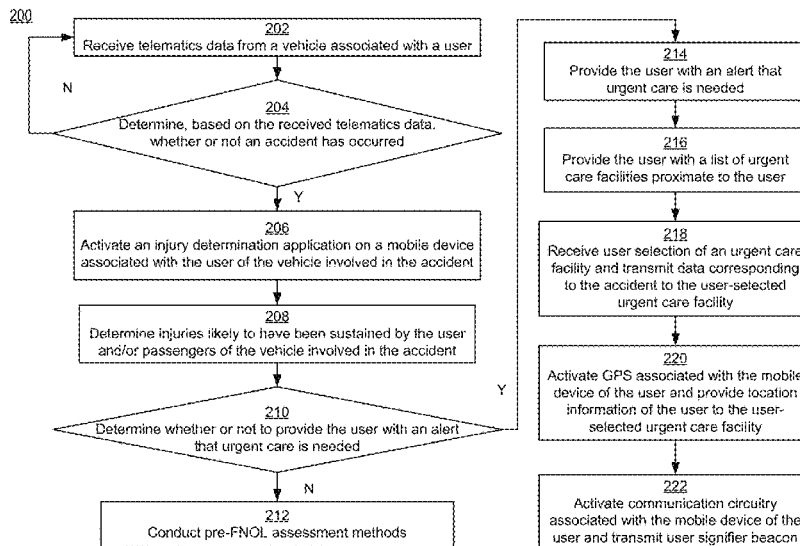 200
202
Receive telematics data from a vehicle associated with a user
N
204
Determine, based on the received telematics data,
whether or not an accident has occurred
Y
206
Activate an injury determination application on a mobile device
associated with the user of the vehicle involved in the accident
208
Determine injuries likely to have been sustained by the user
and/or passengers of the vehicle involved in the accident
210
Determine whether or not to provide the user with an alert
that urgent care is needed
Y
N
212
Conduct pre-FNOL assessment methods
214
Provide the user with an alert that
urgent care is needed
216
Provide the user with a list of urgent
care facilities proximate to the user
218
Receive user selection of an urgent care
facility and transmit data corresponding
to the accident to the user-selected
urgent care facility
220
Activate GPS associated with the mobile
device of the user and provide location
information of the user to the user-
selected urgent care facility
222
Activate communication circuitry
associated with the mobile device of the
user and transmit user signifier beacon